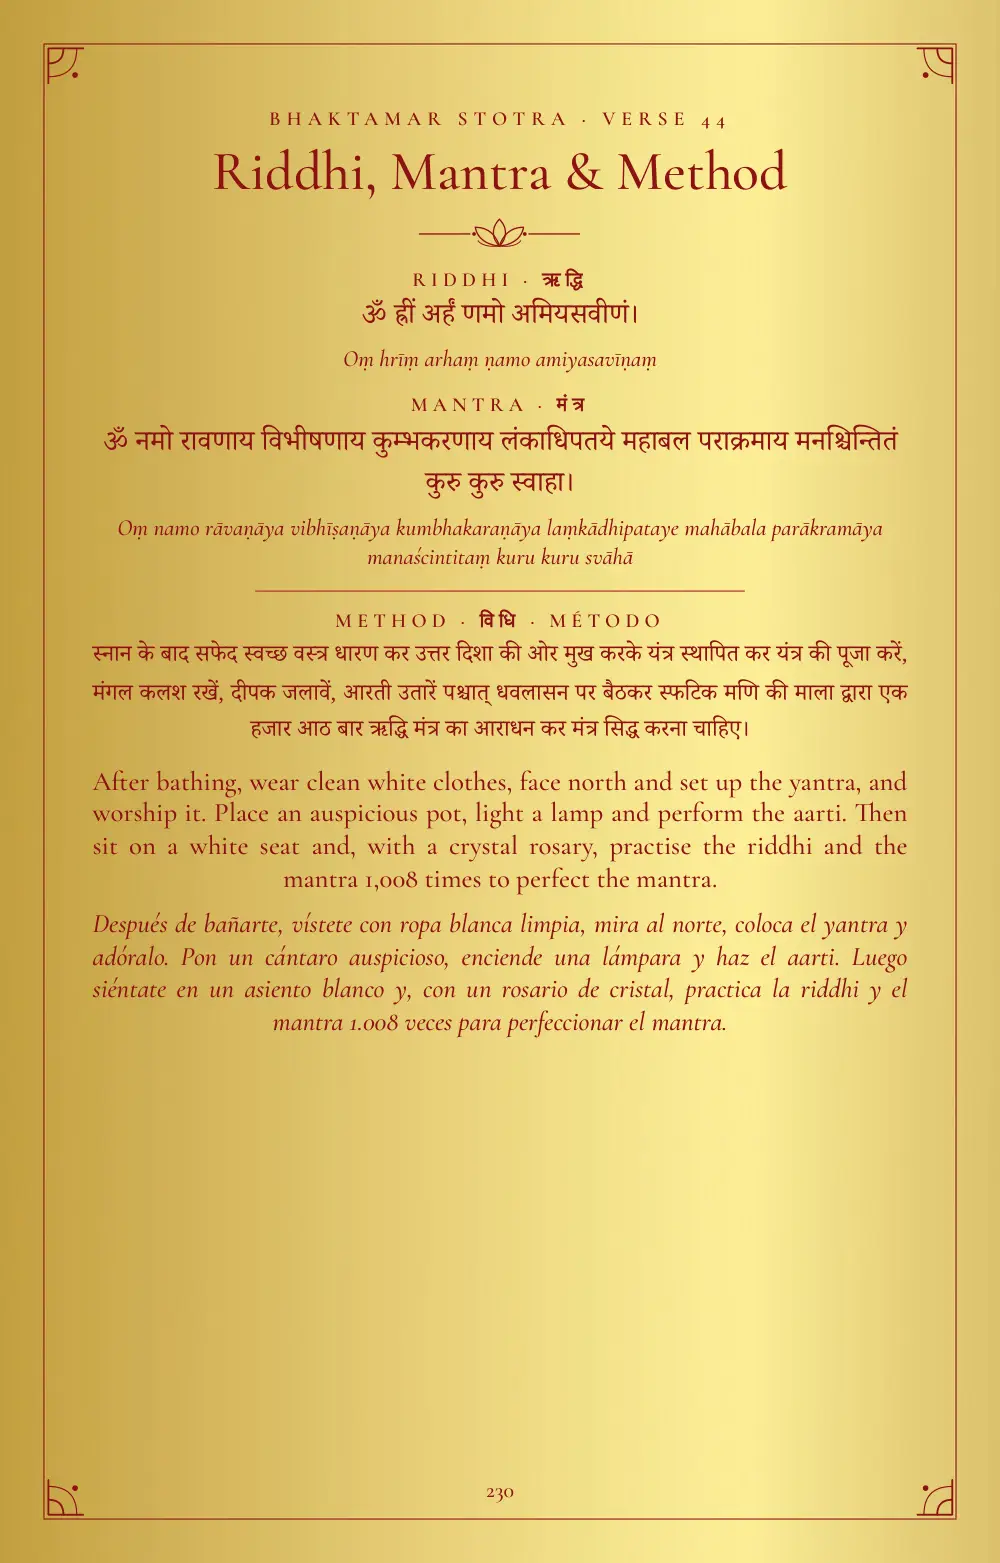 BHAKTAMAR STOTRA · VERSE 44
Riddhi, Mantra & Method
RIDDHI · ऋद्धि
ॐ ह्रीं अर्हं णमो अमियसवीणं।
Oṃ hrīṃ arhaṃ ṇamo amiyasavīṇaṃ
MANTRA · मंत्र
ॐ नमो रावणाय विभीषणाय कुम्भकरणाय लंकाधिपतये महाबल पराक्रमाय मनश्चिन्तितं
कुरु कुरु स्वाहा।
Oṃ namo rāvaṇāya vibhīṣaṇāya kumbhakaraṇāya laṃkādhipataye mahābala parākramāya
manaścintitaṃ kuru kuru svāhā
METHOD · विधि · MÉTODO
स्नान के बाद सफेद स्वच्छ वस्त्र धारण कर उत्तर दिशा की ओर मुख करके यंत्र स्थापित कर यंत्र की पूजा करें,
मंगल कलश रखें, दीपक जलावें, आरती उतारें पश्चात् धवलासन पर बैठकर स्फटिक मणि की माला द्वारा एक
हजार आठ बार ऋद्धि मंत्र का आराधन कर मंत्र सिद्ध करना चाहिए।
After bathing, wear clean white clothes, face north and set up the yantra, and
worship it. Place an auspicious pot, light a lamp and perform the aarti. Then
sit on a white seat and, with a crystal rosary, practise the riddhi and the
mantra 1,008 times to perfect the mantra.
Después de bañarte, vístete con ropa blanca limpia, mira al norte, coloca el yantra y
adóralo. Pon un cántaro auspicioso, enciende una lámpara y haz el aarti. Luego
siéntate en un asiento blanco y, con un rosario de cristal, practica la riddhi y el
mantra 1.008 veces para perfeccionar el mantra.
230